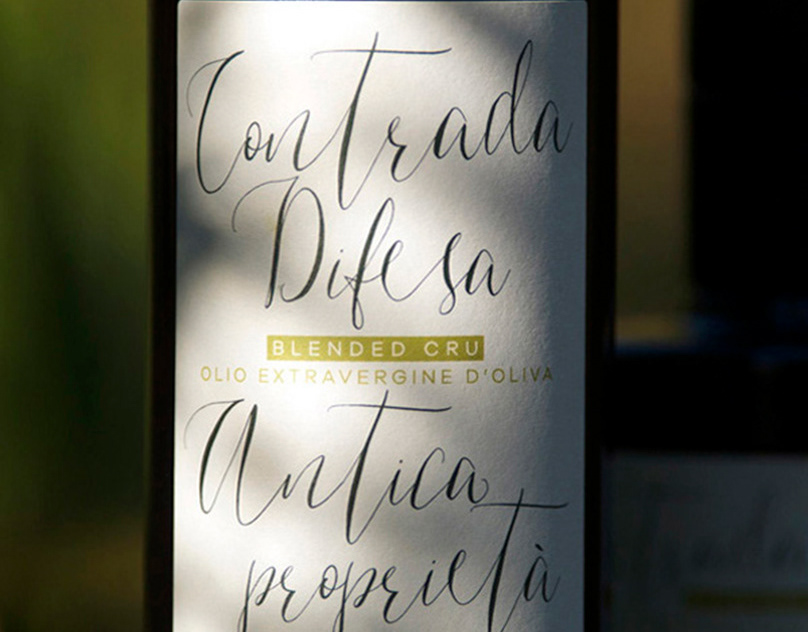 Contrada
Difesa
BLENDED CRU
OLIO EXTRAVERGINE D'OLIVA
Antica
proprietà